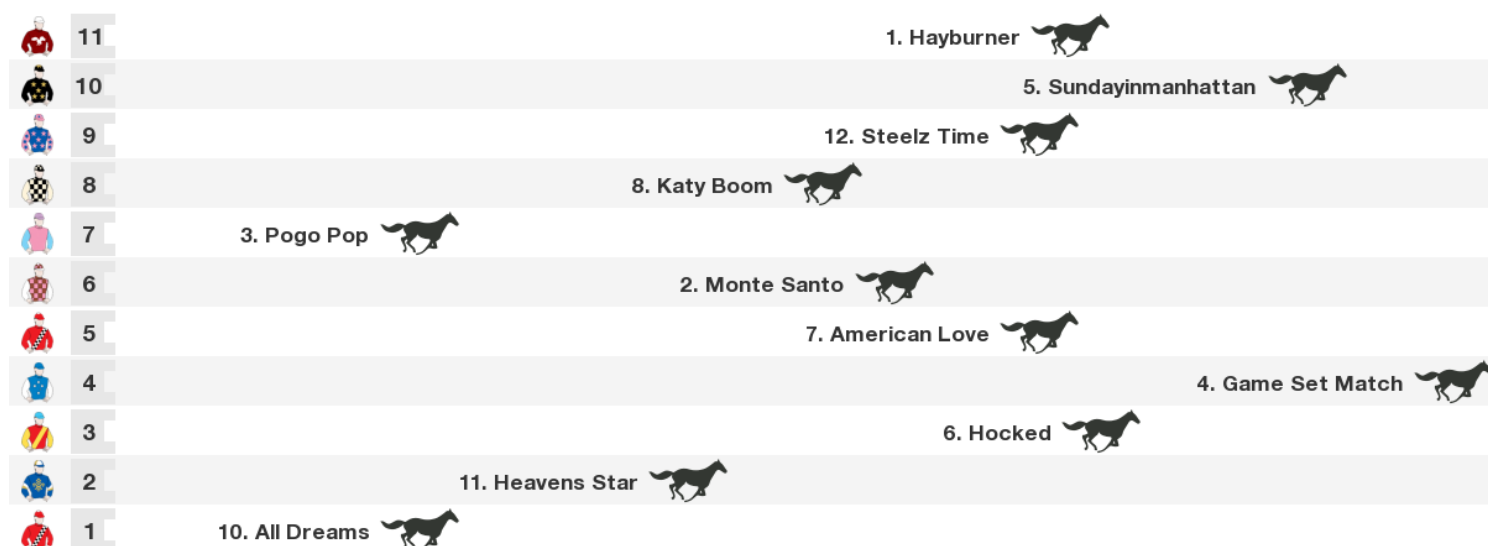 11 1. Hayburner
10 5. Sundayinmanhattan
9 12. Steelz Time
8 8. Katy Boom
7 3. Pogo Pop
6 2. Monte Santo
5 7. American Love
4 4. Game Set Match
3 6. Hocked
2 11. Heavens Star
1 10. All Dreams